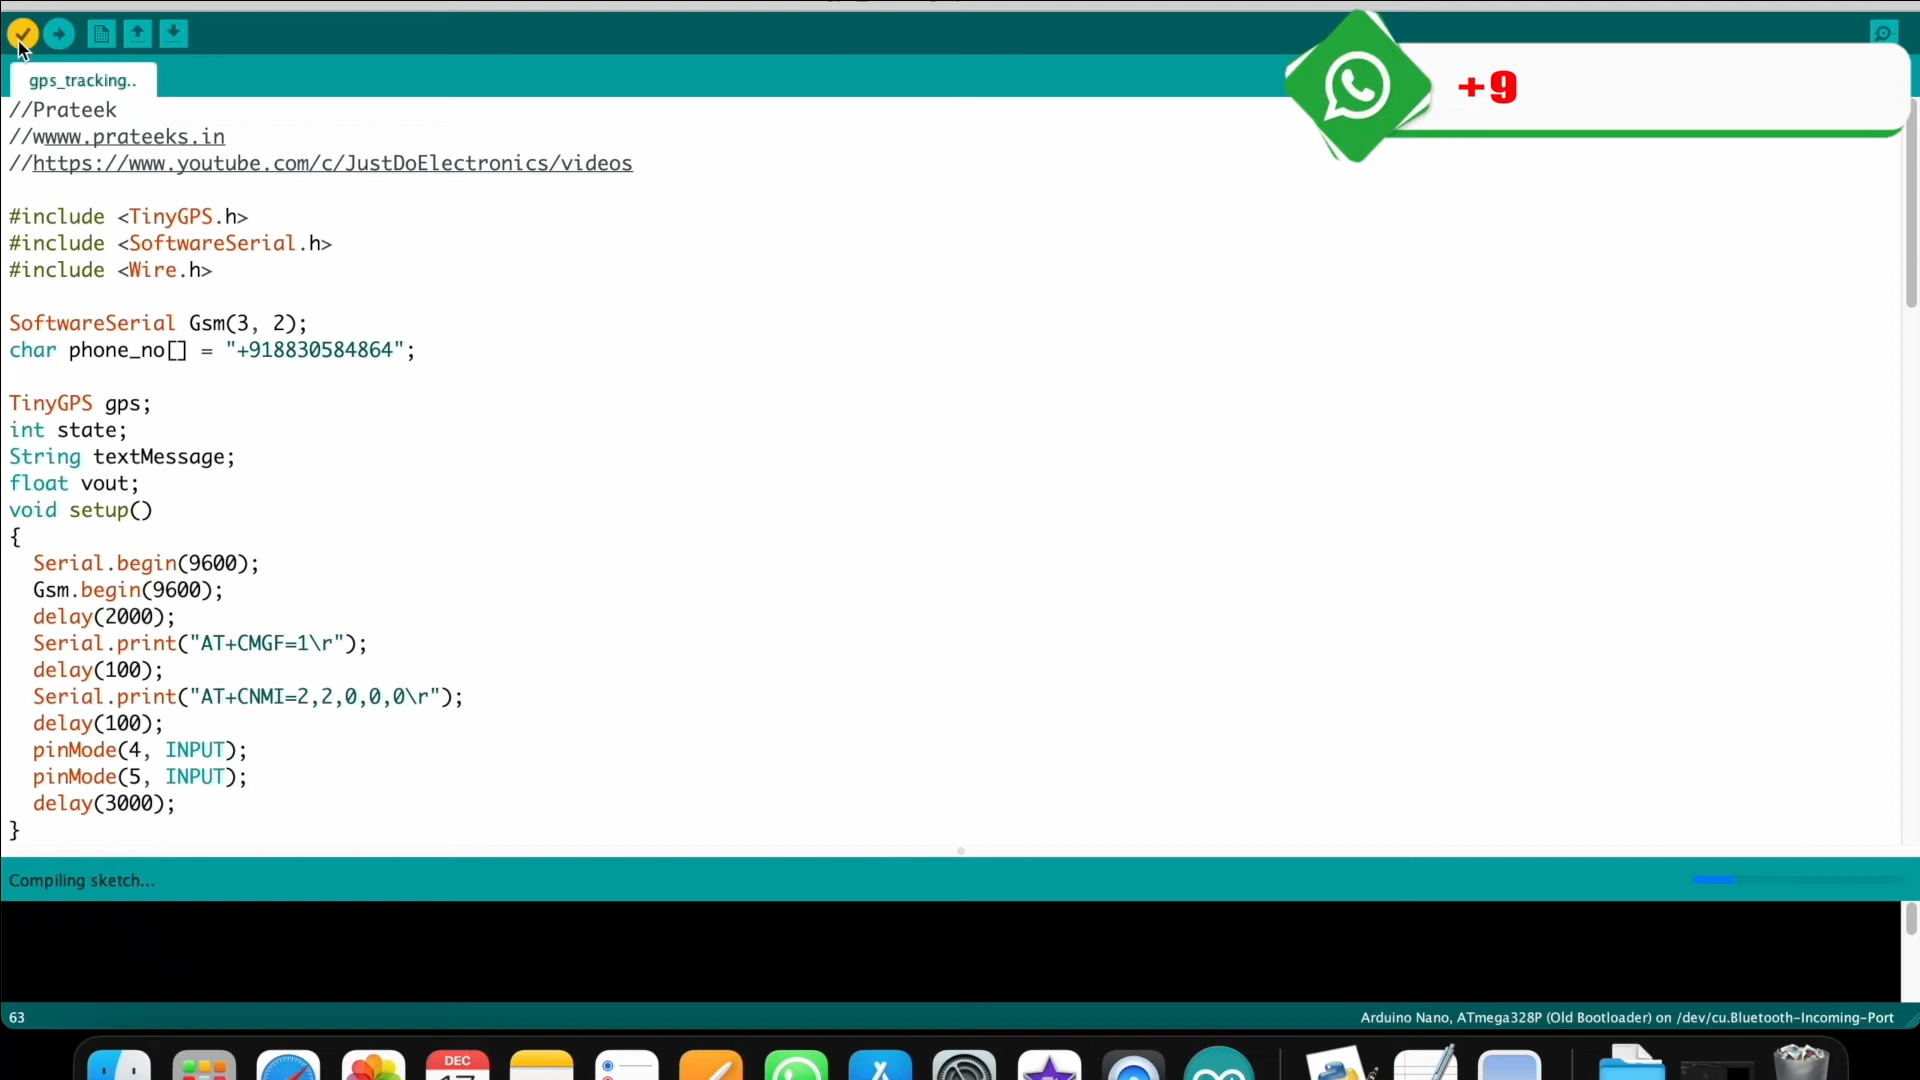 gps_tracking..
+9
//Prateek
//wwww.prateeks.in
//https://www.youtube.com/c/JustDoElectronics/videos
#include <TinyGPS.h>
#include <SoftwareSerial.h>
#include <Wire.h>
SoftwareSerial Gsm(3, 2);
char phone_no[] = "+918830584864";
TinyGPS gps;
int state;
String textMessage;
float vout;
void setup()
{
Serial.begin(9600);
Gsm.begin(9600);
delay(2000);
Serial.print("AT+CMGF=1\r");
delay(100);
Serial.print("AT+CNMI=2,2,0,0,0\r");
delay(100);
pinMode(4, INPUT);
pinMode(5, INPUT);
delay(3000);
}
Compiling sketch...
63
Arduino Nano, ATmega328P (Old Bootloader) on /dev/cu.Bluetooth-Incoming-Port
DEC